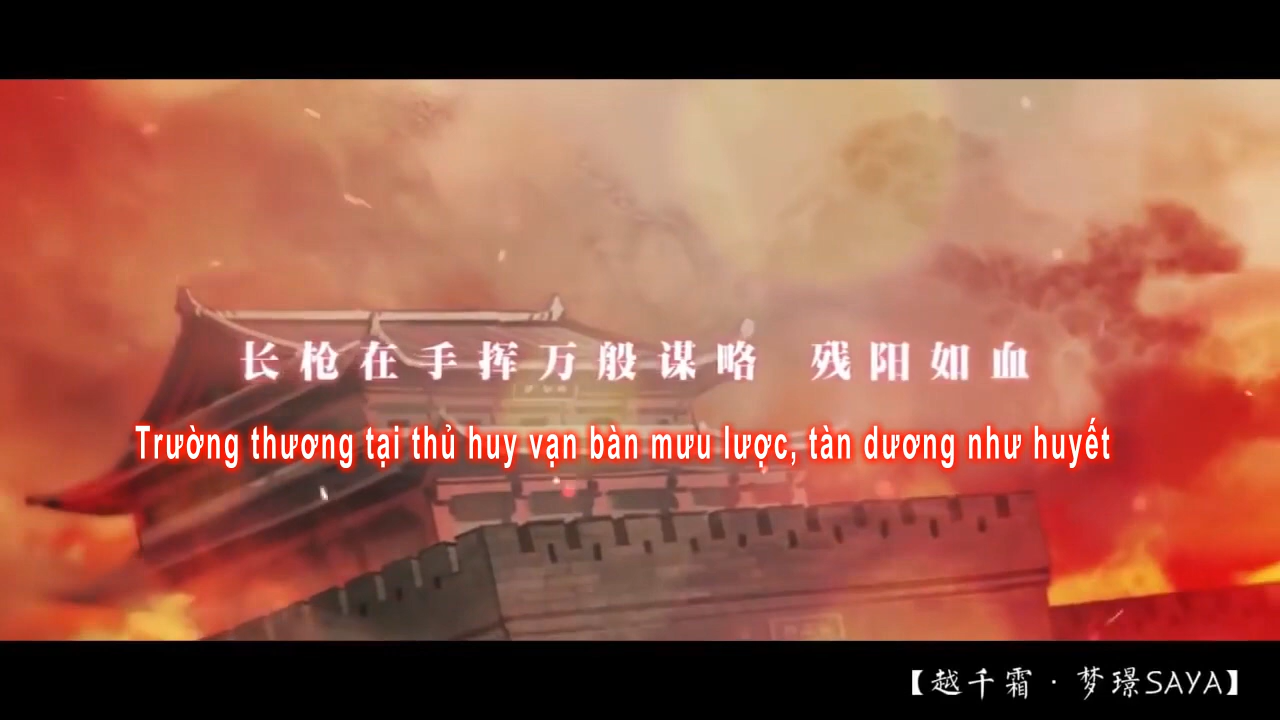 长枪在手挥万般谋略 残阳如血
Trường thương tại thủ huy vạn bàn mưu lược, tàn dương như huyết
【越千霜·梦璟SAYA】